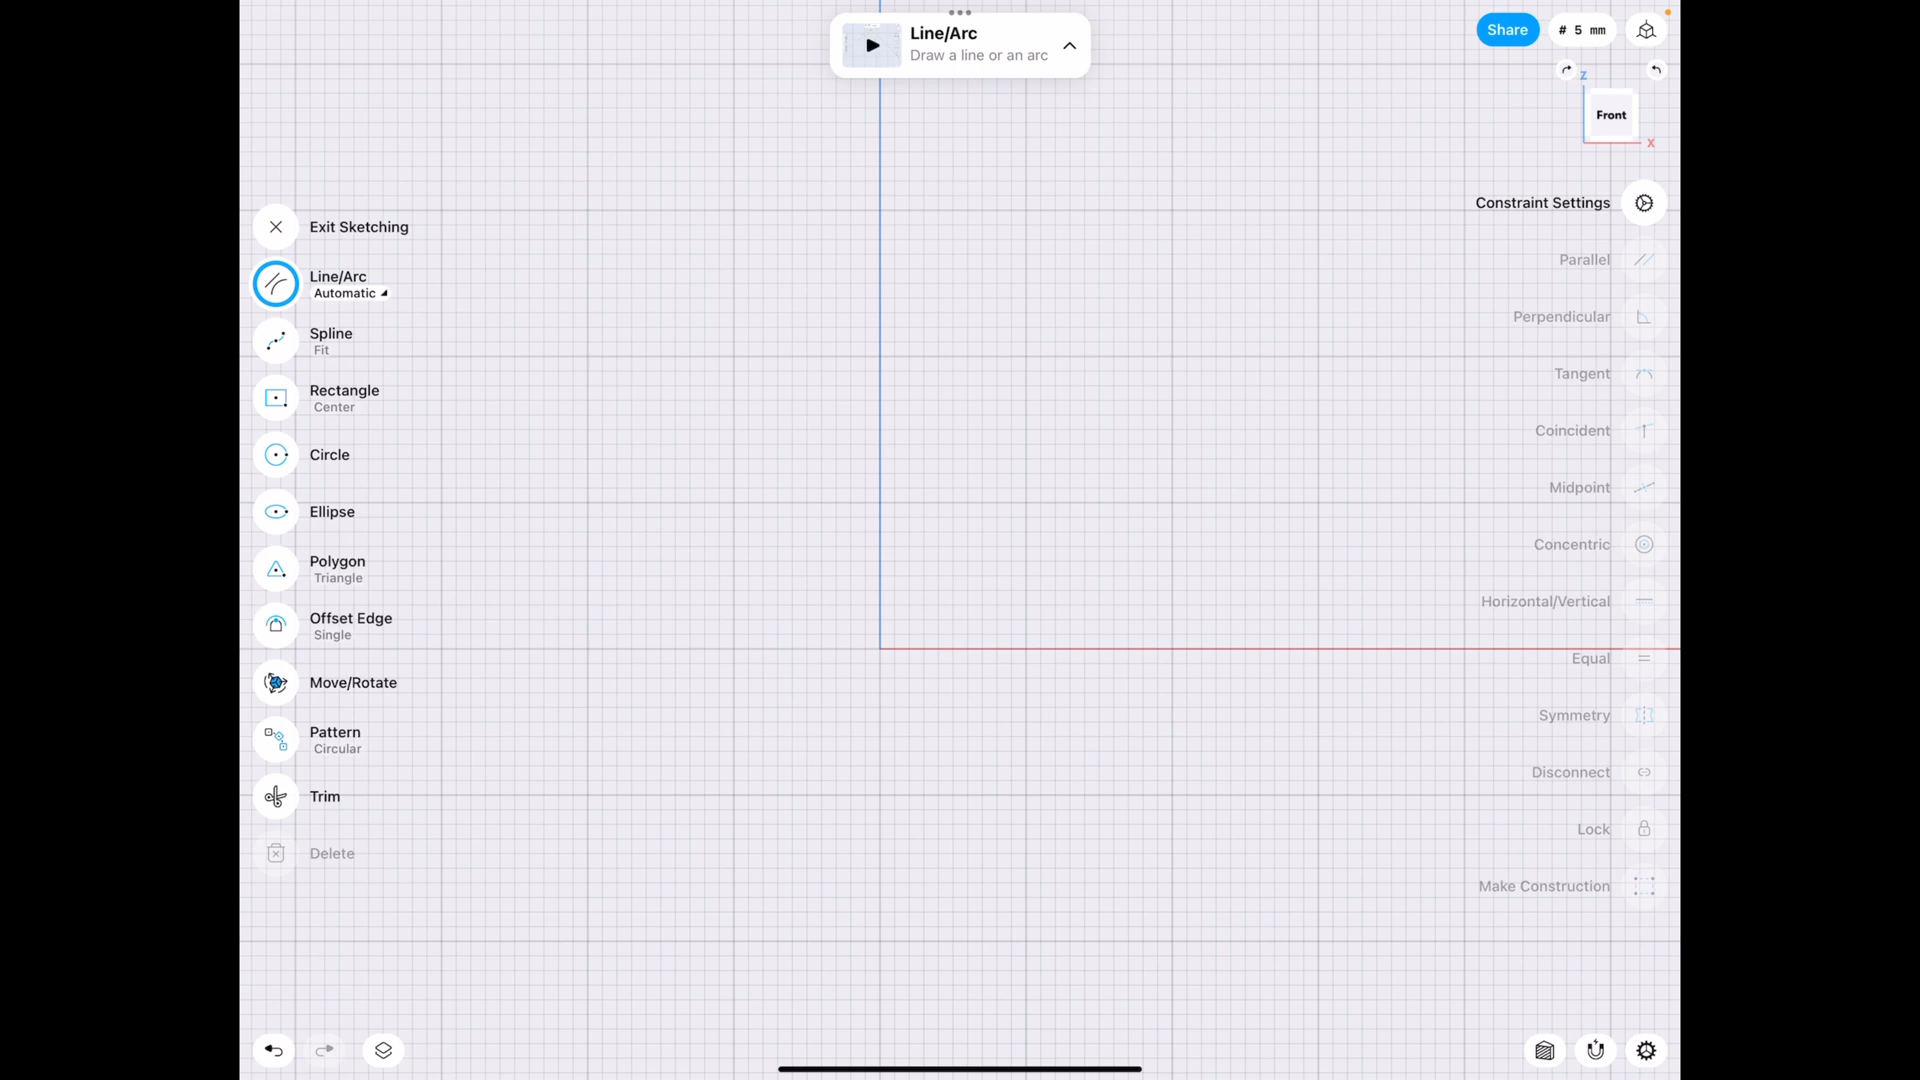 Line/Arc
Draw a line or an arc
Share
# 5 mm
Z
Front
X
Exit Sketching
Line/Arc
Automatic
Spline
Fit
Rectangle
Center
Circle
Ellipse
Polygon
Triangle
Offset Edge
Single
Move/Rotate
Pattern
Circular
Trim
Delete
Constraint Settings
Parallel
Perpendicular
Tangent
Coincident
Midpoint
Concentric
Horizontal/Vertical
Equal
Symmetry
Disconnect
Lock
Make Construction